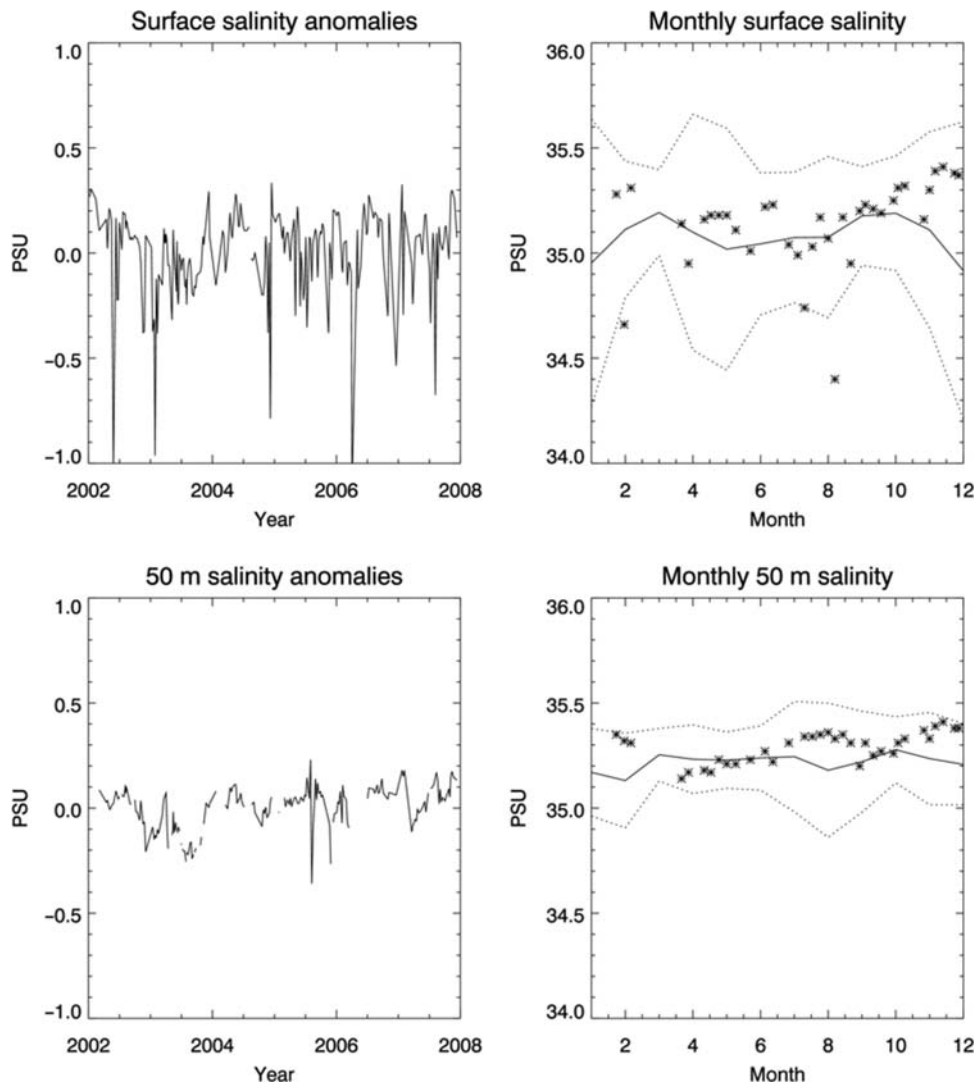 Surface salinity anomalies
1.0
0.5
0.0
−0.5
−1.0
PSU
2002 2004 2006 2008
Year
Monthly surface salinity
36.0
35.5
35.0
34.5
34.0
PSU
2 4 6 8 10 12
Month
50 m salinity anomalies
1.0
0.5
0.0
−0.5
−1.0
PSU
2002 2004 2006 2008
Year
Monthly 50 m salinity
36.0
35.5
35.0
34.5
34.0
PSU
2 4 6 8 10 12
Month